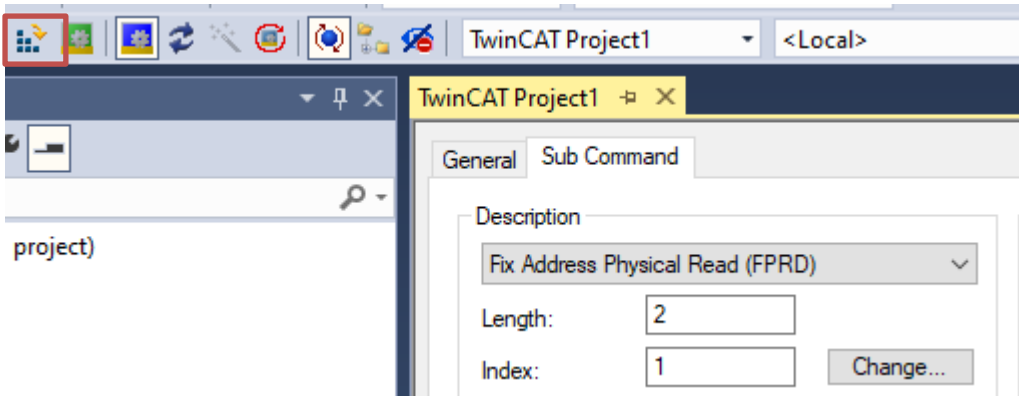 TwinCAT Project1 <Local>
TwinCAT Project1
General Sub Command
project)
Description
Fix Address Physical Read (FPRD)
Length: 2
Index: 1 Change...